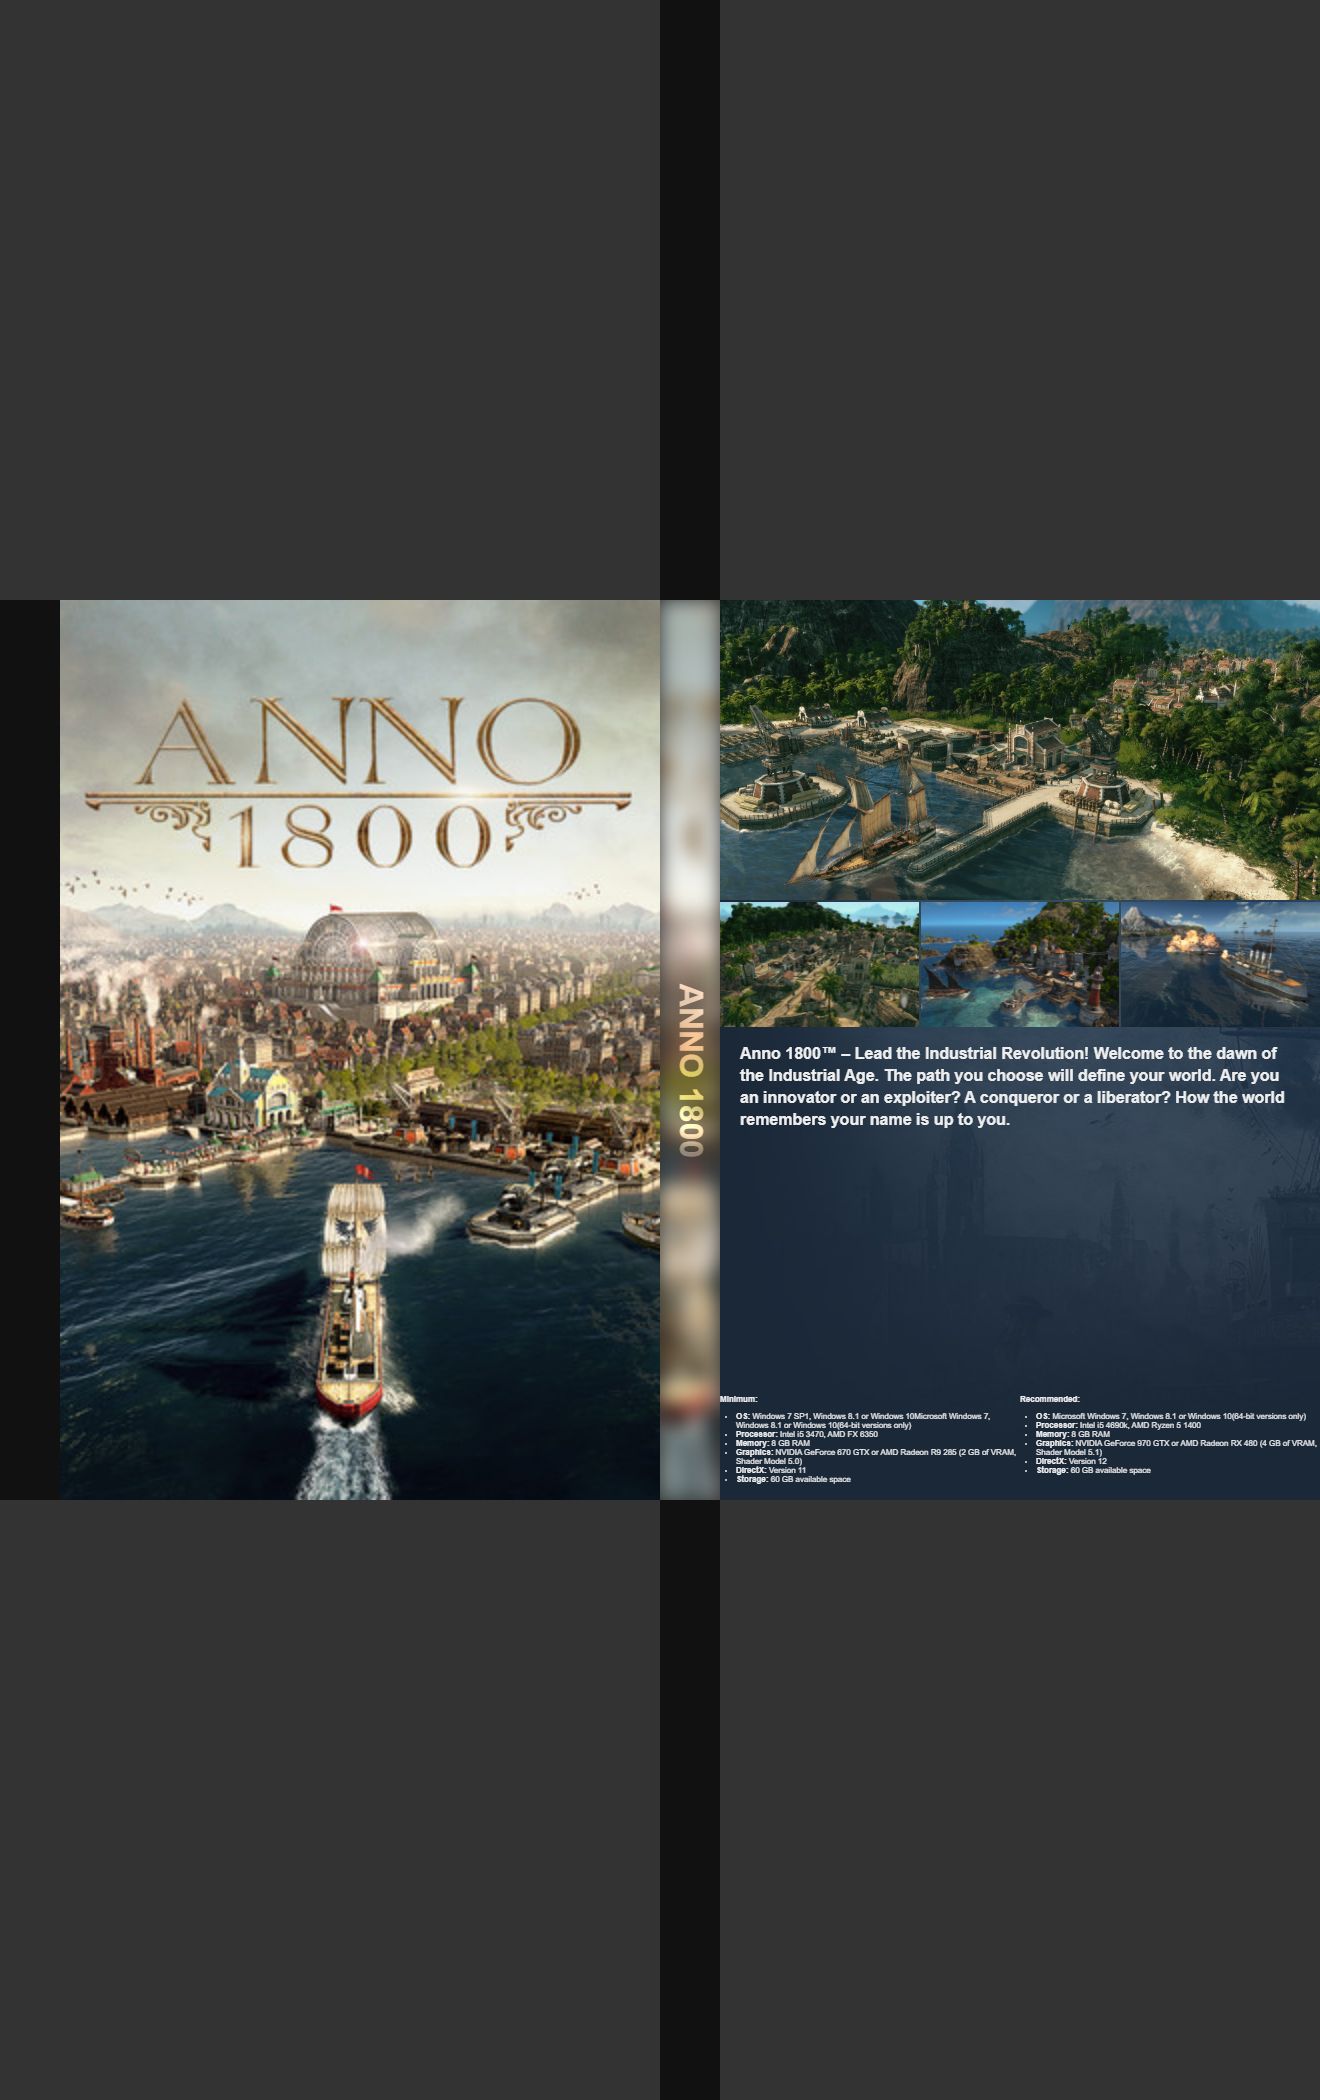 ANNO
1800
ANNO 1800
Anno 1800™ – Lead the Industrial Revolution! Welcome to the dawn of
the Industrial Age. The path you choose will define your world. Are you
an innovator or an exploiter? A conqueror or a liberator? How the world
remembers your name is up to you.
Minimum:
• OS: Windows 7 SP1, Windows 8.1 or Windows 10Microsoft Windows 7,
Windows 8.1 or Windows 10(64-bit versions only)
• Processor: Intel i5 3470, AMD FX 6350
• Memory: 8 GB RAM
• Graphics: NVIDIA GeForce 670 GTX or AMD Radeon R9 285 (2 GB of VRAM,
Shader Model 5.0)
• DirectX: Version 11
• Storage: 60 GB available space
Recommended:
• OS: Microsoft Windows 7, Windows 8.1 or Windows 10(64-bit versions only)
• Processor: Intel i5 4690k, AMD Ryzen 5 1400
• Memory: 8 GB RAM
• Graphics: NVIDIA GeForce 970 GTX or AMD Radeon RX 480 (4 GB of VRAM,
Shader Model 5.1)
• DirectX: Version 12
• Storage: 60 GB available space